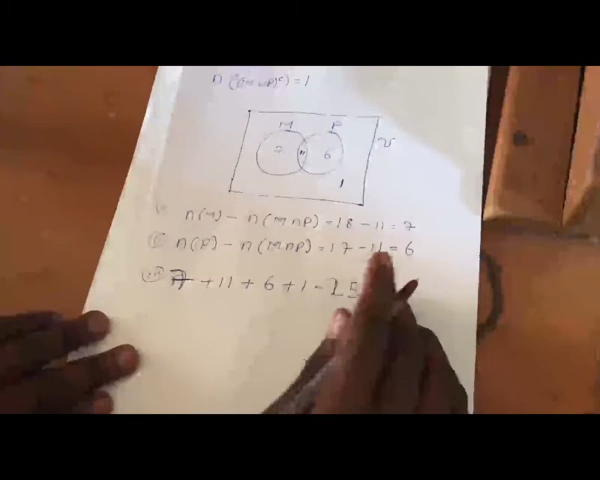 n ((M∪P)ᶜ) = 1
M P
7 11 6
1
n(M) - n(M∩P) = 18 - 11 = 7
n(P) - n(M∩P) = 17 - 11 = 6
7 + 11 + 6 + 1 = 25